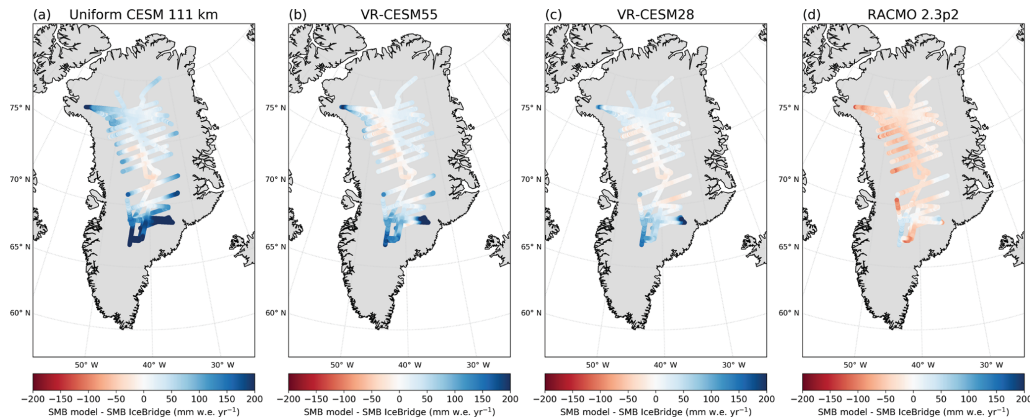 (a) Uniform CESM 111 km
(b) VR-CESM55
(c) VR-CESM28
(d) RACMO 2.3p2
75° N 75° N 75° N 75° N
70° N 70° N 70° N 70° N
65° N 65° N 65° N 65° N
60° N 60° N 60° N 60° N
50° W 40° W 30° W 50° W 40° W 30° W 50° W 40° W 30° W 50° W 40° W 30° W
−200 −150 −100 −50 0 50 100 150 200 −200 −150 −100 −50 0 50 100 150 200 −200 −150 −100 −50 0 50 100 150 200 −200 −150 −100 −50 0 50 100 150 200
SMB model - SMB IceBridge (mm w.e. yr⁻¹) SMB model - SMB IceBridge (mm w.e. yr⁻¹) SMB model - SMB IceBridge (mm w.e. yr⁻¹) SMB model - SMB IceBridge (mm w.e. yr⁻¹)